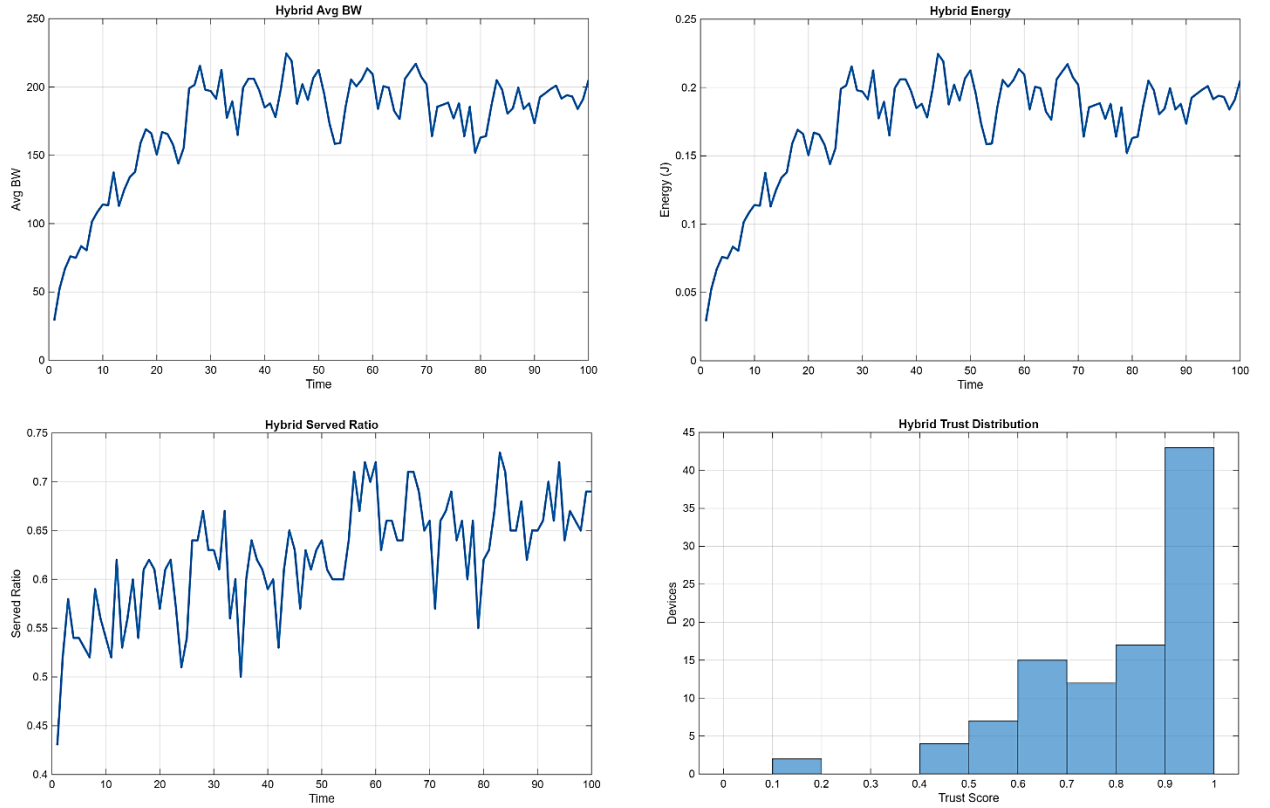 Hybrid Avg BW
250
200
150
100
50
0
Avg BW
0 10 20 30 40 50 60 70 80 90 100
Time
Hybrid Energy
0.25
0.2
0.15
0.1
0.05
0
Energy (J)
0 10 20 30 40 50 60 70 80 90 100
Time
Hybrid Served Ratio
0.75
0.7
0.65
0.6
0.55
0.5
0.45
0.4
Served Ratio
0 10 20 30 40 50 60 70 80 90 100
Time
Hybrid Trust Distribution
45
40
35
30
25
20
15
10
5
0
Devices
0 0.1 0.2 0.3 0.4 0.5 0.6 0.7 0.8 0.9 1
Trust Score